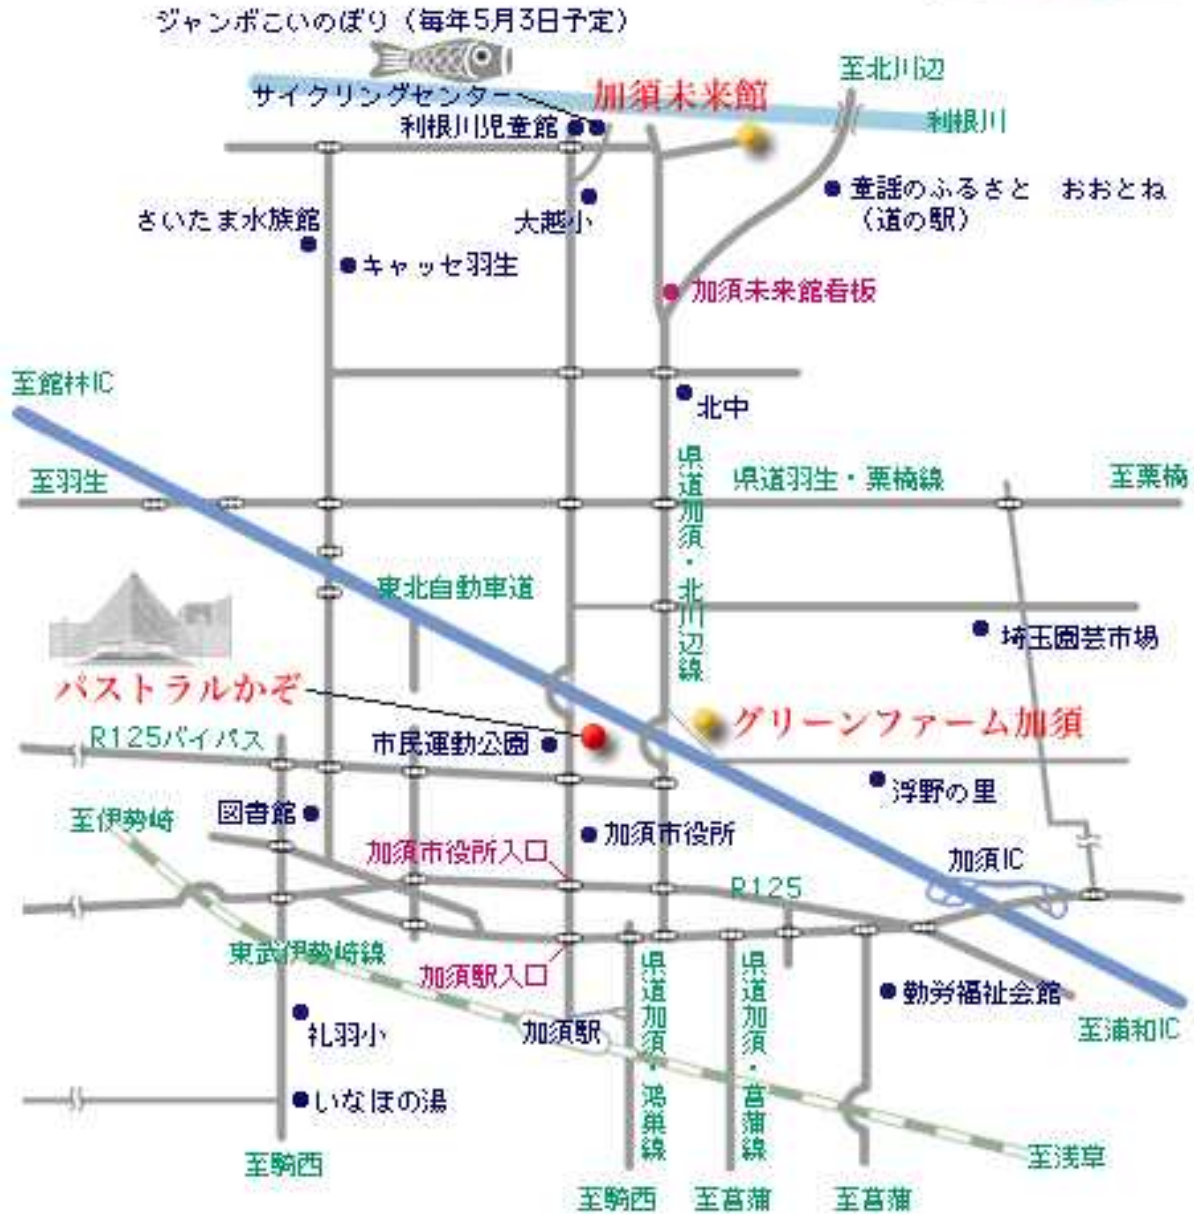 ジャンボこいのぼり（毎年5月3日予定）
至北川辺
サイクリングセンター
加須未来館
利根川児童館
利根川
童謡のふるさと　おおとね
（道の駅）
さいたま水族館
大越小
キャッセ羽生
加須未来館看板
至館林IC
北中
至羽生
県道加須・北川辺線
県道羽生・栗橋線
至栗橋
東北自動車道
埼玉園芸市場
パストラルかぞ
グリーンファーム加須
R125バイパス
市民運動公園
浮野の里
図書館
至伊勢崎
加須市役所
加須市役所入口
加須IC
R125
東武伊勢崎線
加須駅入口
県道加須・鴻巣線
県道加須・菖蒲線
勤労福祉会館
礼羽小
加須駅
至浦和IC
いなほの湯
至騎西
至浅草
至騎西
至菖蒲
至菖蒲